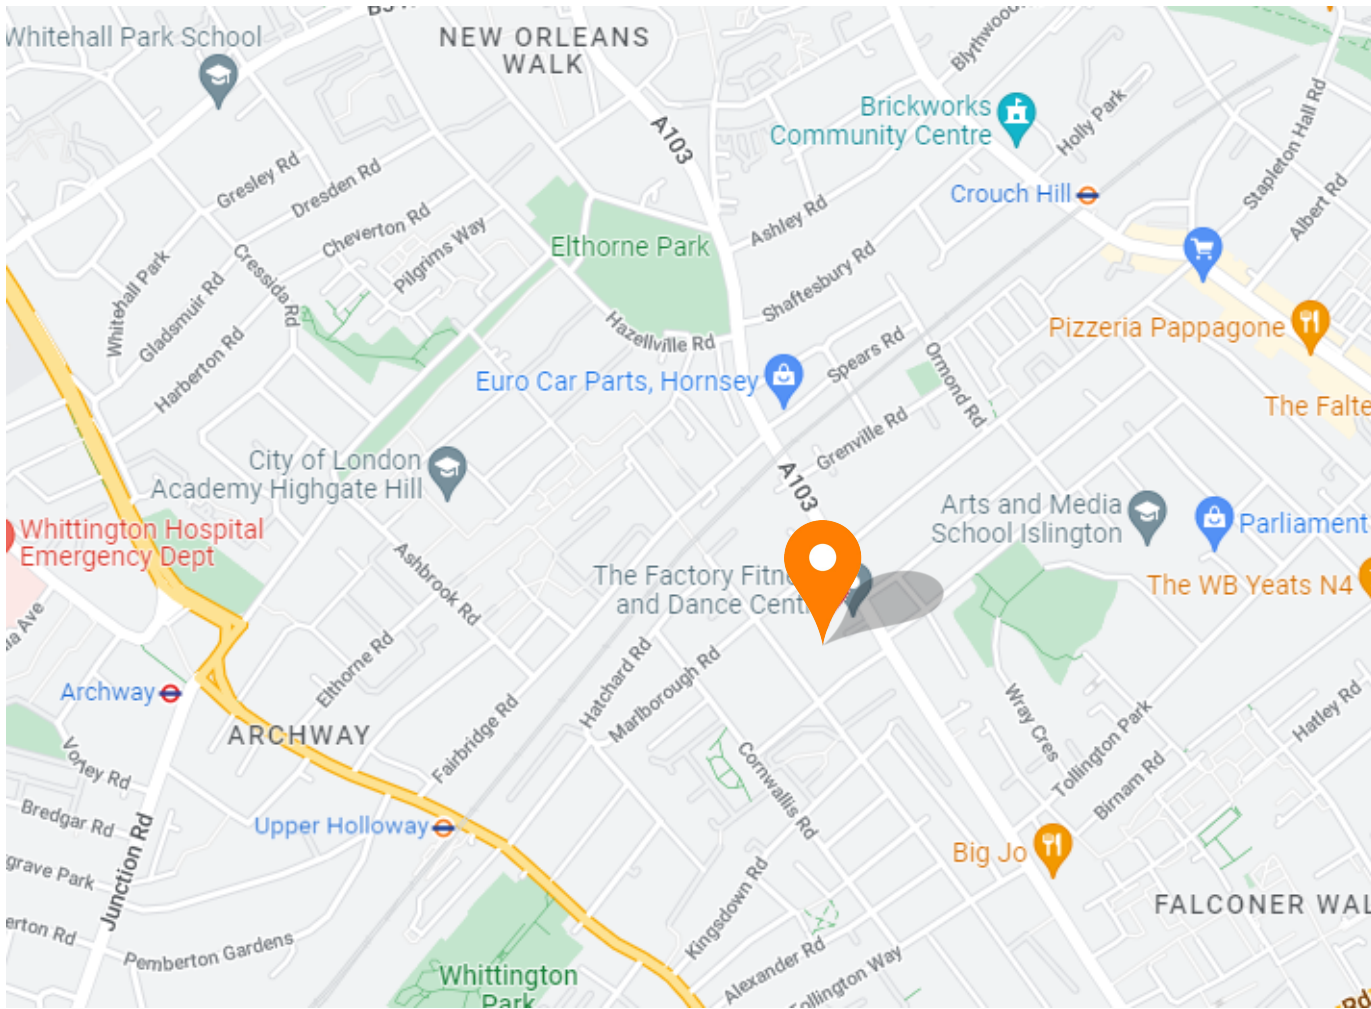 Whitehall Park School
NEW ORLEANS
WALK
A103
Blythwood
Brickworks
Community Centre
Holly Park
Stapleton Hall Rd
Crouch Hill
Albert Rd
Gresley Rd
Dresden Rd
Cheverton Rd
Pilgrims Way
Cressida Rd
Whitehall Park
Gladsmuir Rd
Harberton Rd
Elthorne Park
Ashley Rd
Shaftesbury Rd
Hazellville Rd
Spears Rd
Ormond Rd
Grenville Rd
Pizzeria Pappagone
Euro Car Parts, Hornsey
The Falte
City of London
Academy Highgate Hill
A103
Arts and Media
School Islington
Parliament
Whittington Hospital
Emergency Dept
Ashbrook Rd
The Factory Fitne
and Dance Cent
The WB Yeats N4
ia Ave
Elthorne Rd
Hatchard Rd
Marlborough Rd
Archway
ARCHWAY
Wray Cres
Hatley Rd
Fairbridge Rd
Tollington Park
Birnam Rd
Cornwallis Rd
Vorley Rd
Bredgar Rd
Junction Rd
Upper Holloway
Big Jo
grave Park
Kingsdown Rd
FALCONER WAL
erton Rd
Pemberton Gardens
Alexander Rd
Tollington Way
Whittington
Park
Rd